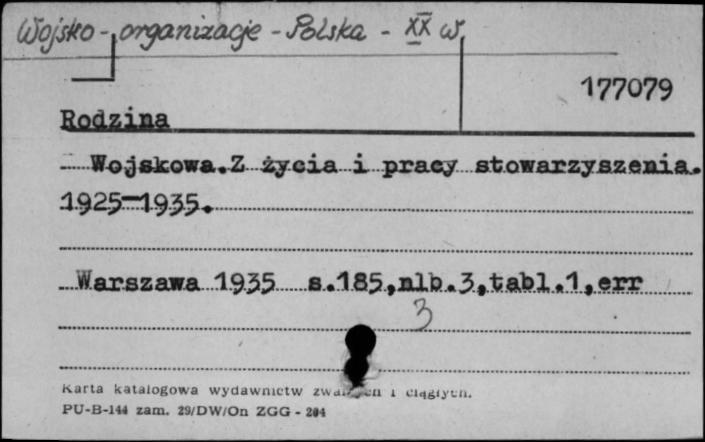 Wojsko - organizacje - Polska - XX w.
177079
Rodzina
Wojskowa.Z życia i pracy stowarzyszenia.
1925-1935.
Warszawa 1935 s.185,nlb.3,tabl.1,err
3
Karta katalogowa wydawnictw i ciągłych.
PU-B-144 zam. 29/DW/On ZGG - 204